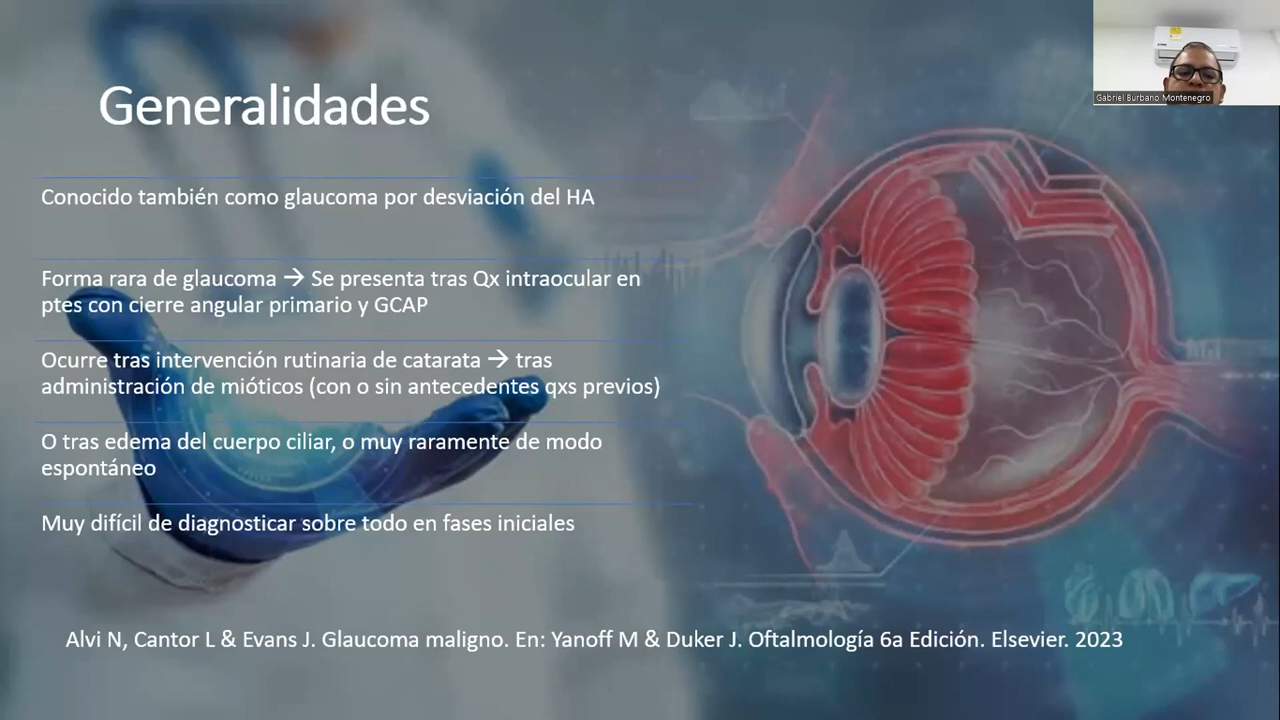 Gabriel Burbano Montenegro
Generalidades
Conocido también como glaucoma por desviación del HA
Forma rara de glaucoma → Se presenta tras Qx intraocular en
ptes con cierre angular primario y GCAP
Ocurre tras intervención rutinaria de catarata → tras
administración de mióticos (con o sin antecedentes qxs previos)
O tras edema del cuerpo ciliar, o muy raramente de modo
espontáneo
Muy difícil de diagnosticar sobre todo en fases iniciales
Alvi N, Cantor L & Evans J. Glaucoma maligno. En: Yanoff M & Duker J. Oftalmología 6a Edición. Elsevier. 2023